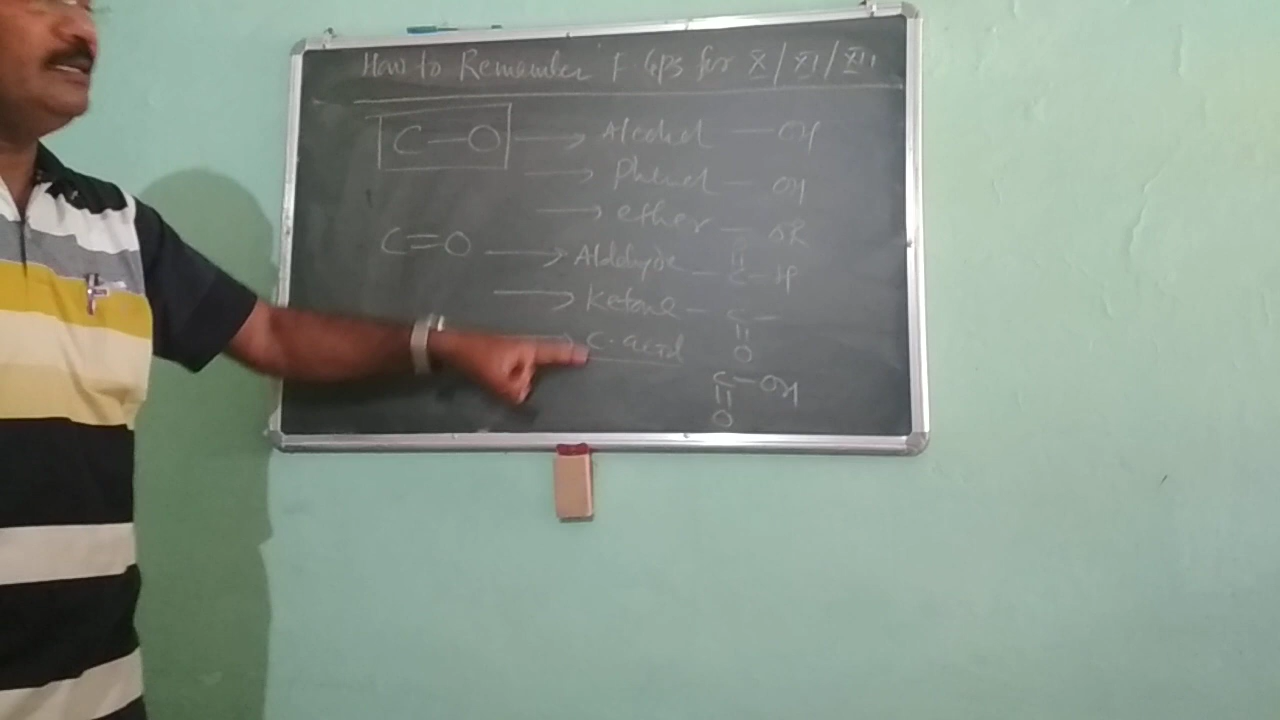 How to Remember F Gps for X / XI / XII
C — O → Alcohol — OH
→ Phenol — OH
→ ether — OR
C = O → Aldehyde — C — H
→ Ketone — C —
O
→ C. acid
C — OH
O